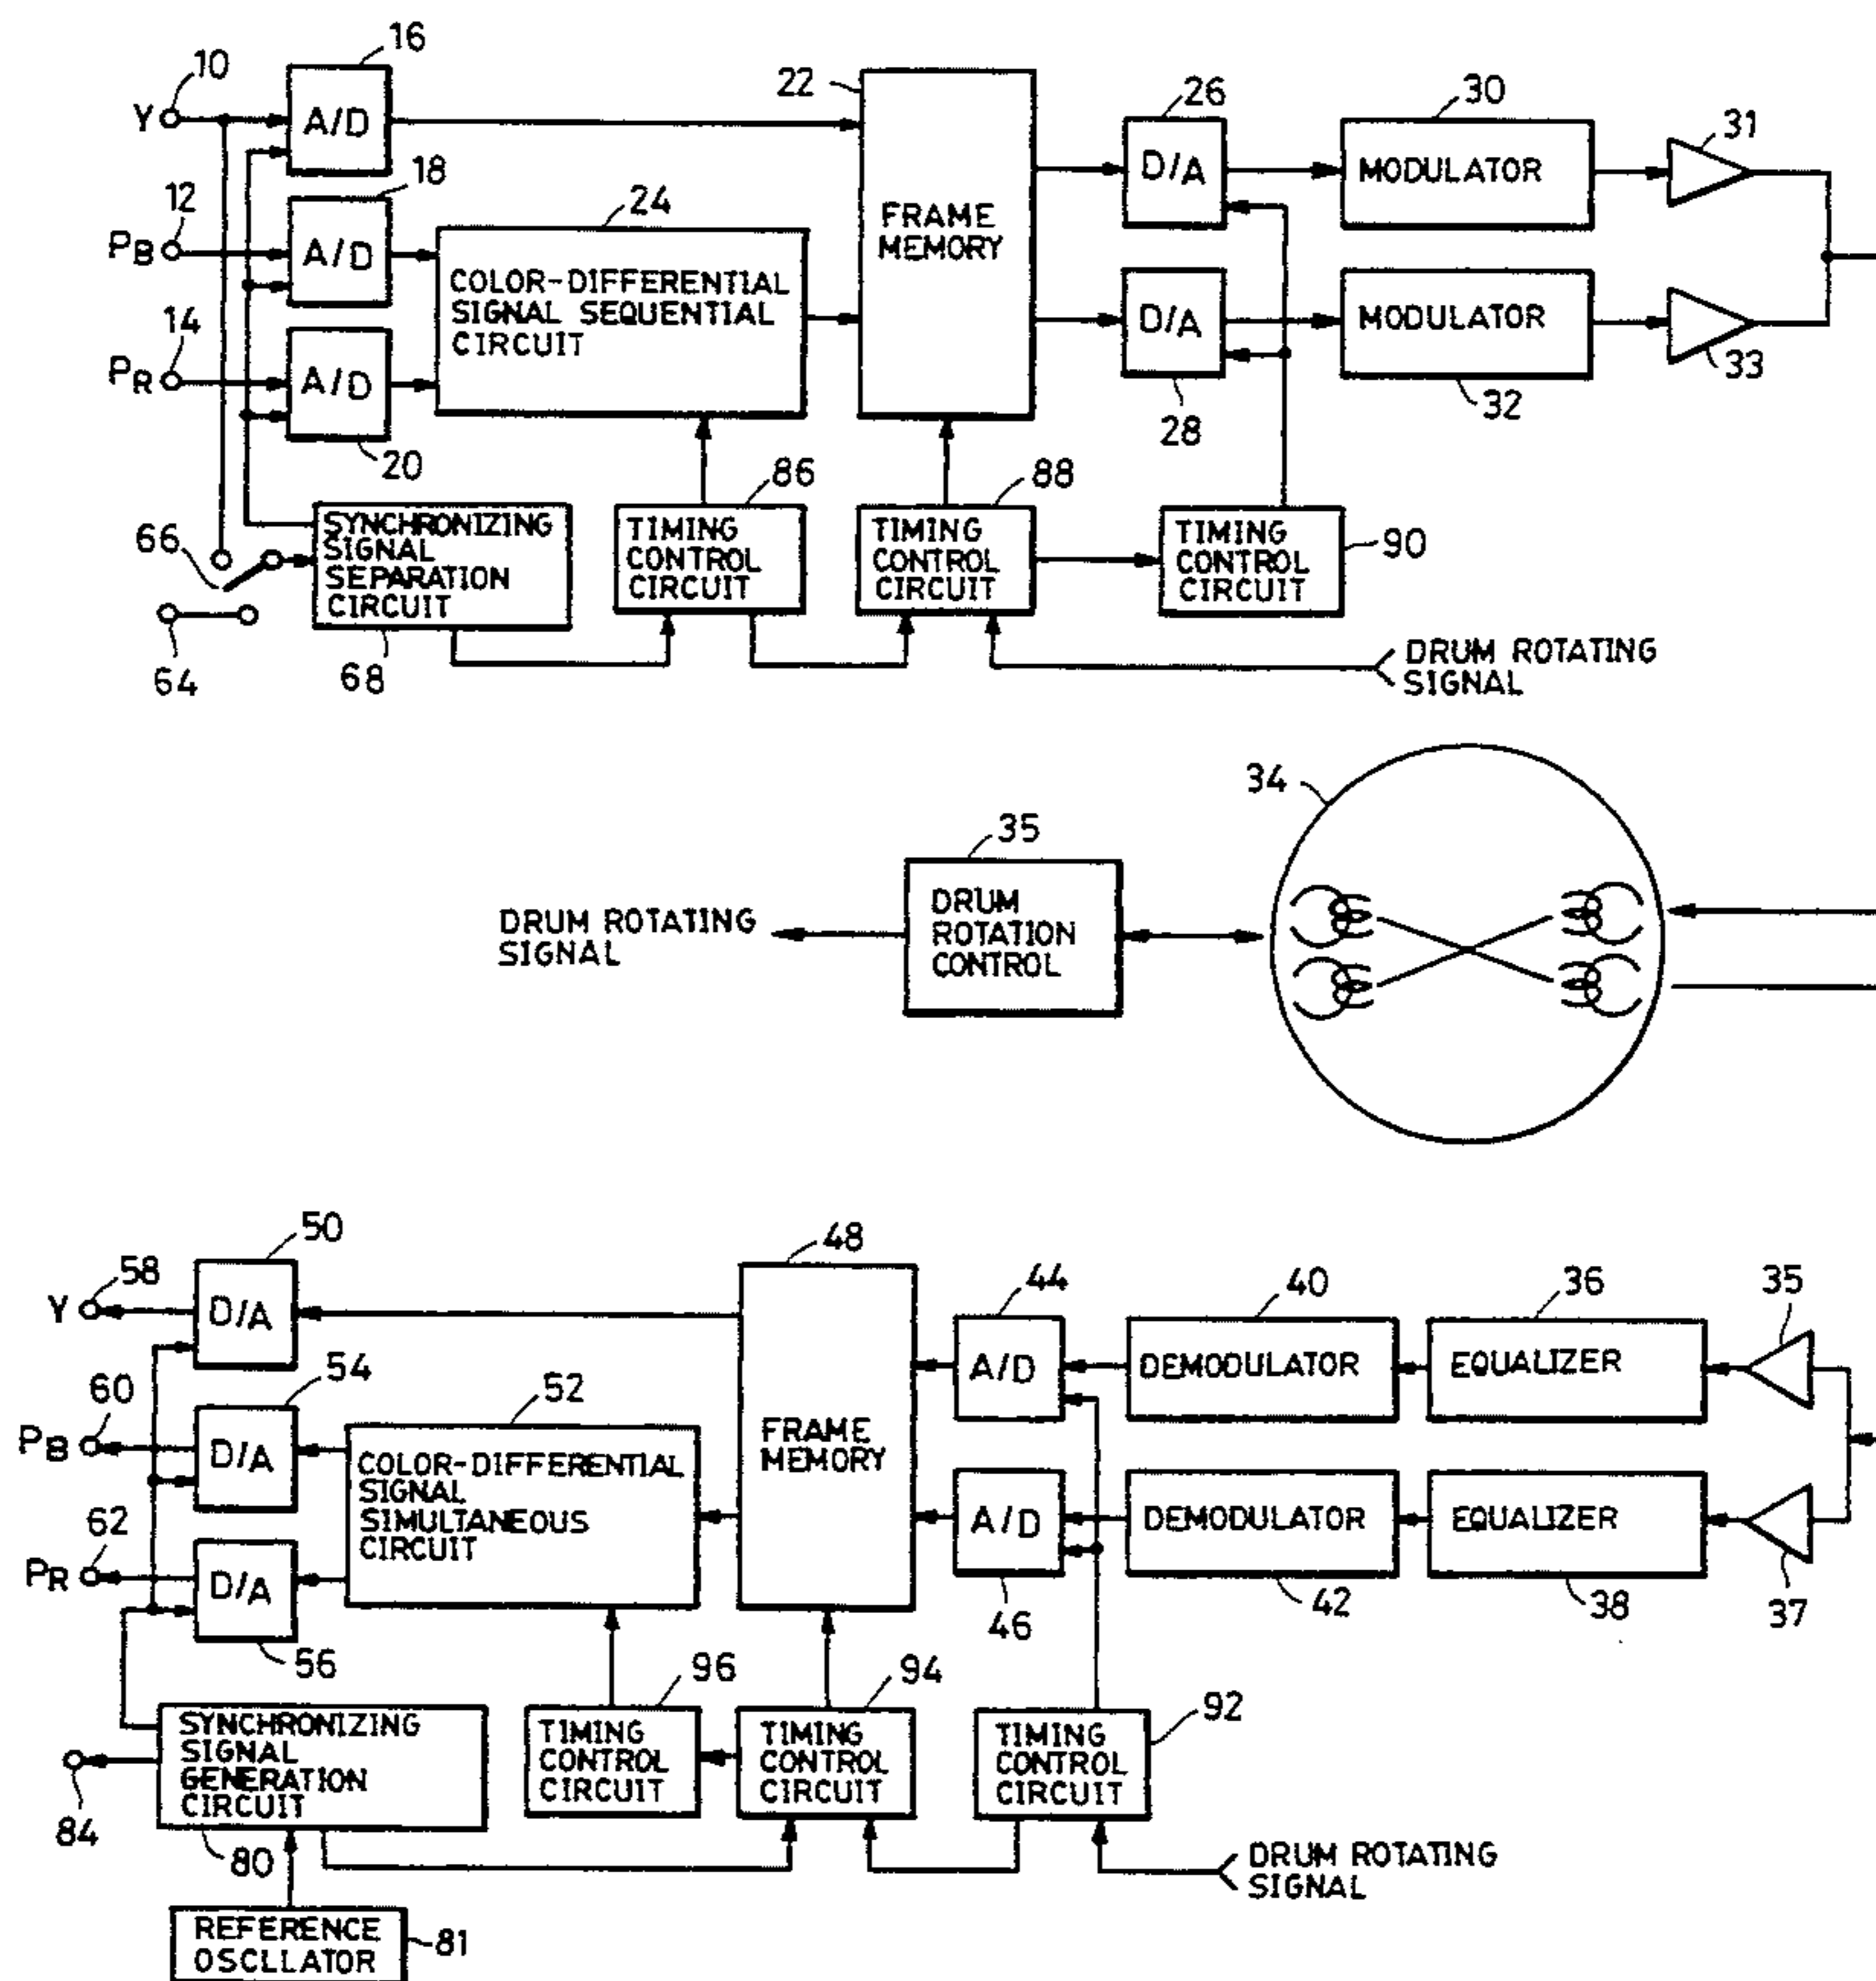 16
10
Y
A/D
22
26
30
31
D/A
MODULATOR
18
12
PB
A/D
24
FRAME
MEMORY
COLOR-DIFFERENTIAL
SIGNAL SEQUENTIAL
CIRCUIT
D/A
MODULATOR
14
PR
A/D
33
28
32
20
86
88
66
SYNCHRONIZING
SIGNAL
SEPARATION
CIRCUIT
TIMING
CONTROL
CIRCUIT
TIMING
CONTROL
CIRCUIT
TIMING
CONTROL
CIRCUIT
90
64
68
DRUM ROTATING
SIGNAL
34
35
DRUM
ROTATION
CONTROL
DRUM ROTATING
SIGNAL
50
48
58
44
40
36
35
Y
D/A
A/D
DEMODULATOR
EQUALIZER
60
54
52
PB
D/A
FRAME
MEMORY
COLOR-DIFFERENTIAL
SIGNAL
SIMULTANEOUS
CIRCUIT
A/D
DEMODULATOR
EQUALIZER
62
PR
D/A
46
42
38
37
56
96
94
92
SYNCHRONIZING
SIGNAL
GENERATION
CIRCUIT
TIMING
CONTROL
CIRCUIT
TIMING
CONTROL
CIRCUIT
TIMING
CONTROL
CIRCUIT
84
80
DRUM ROTATING
SIGNAL
REFERENCE
OSCLLATOR
81